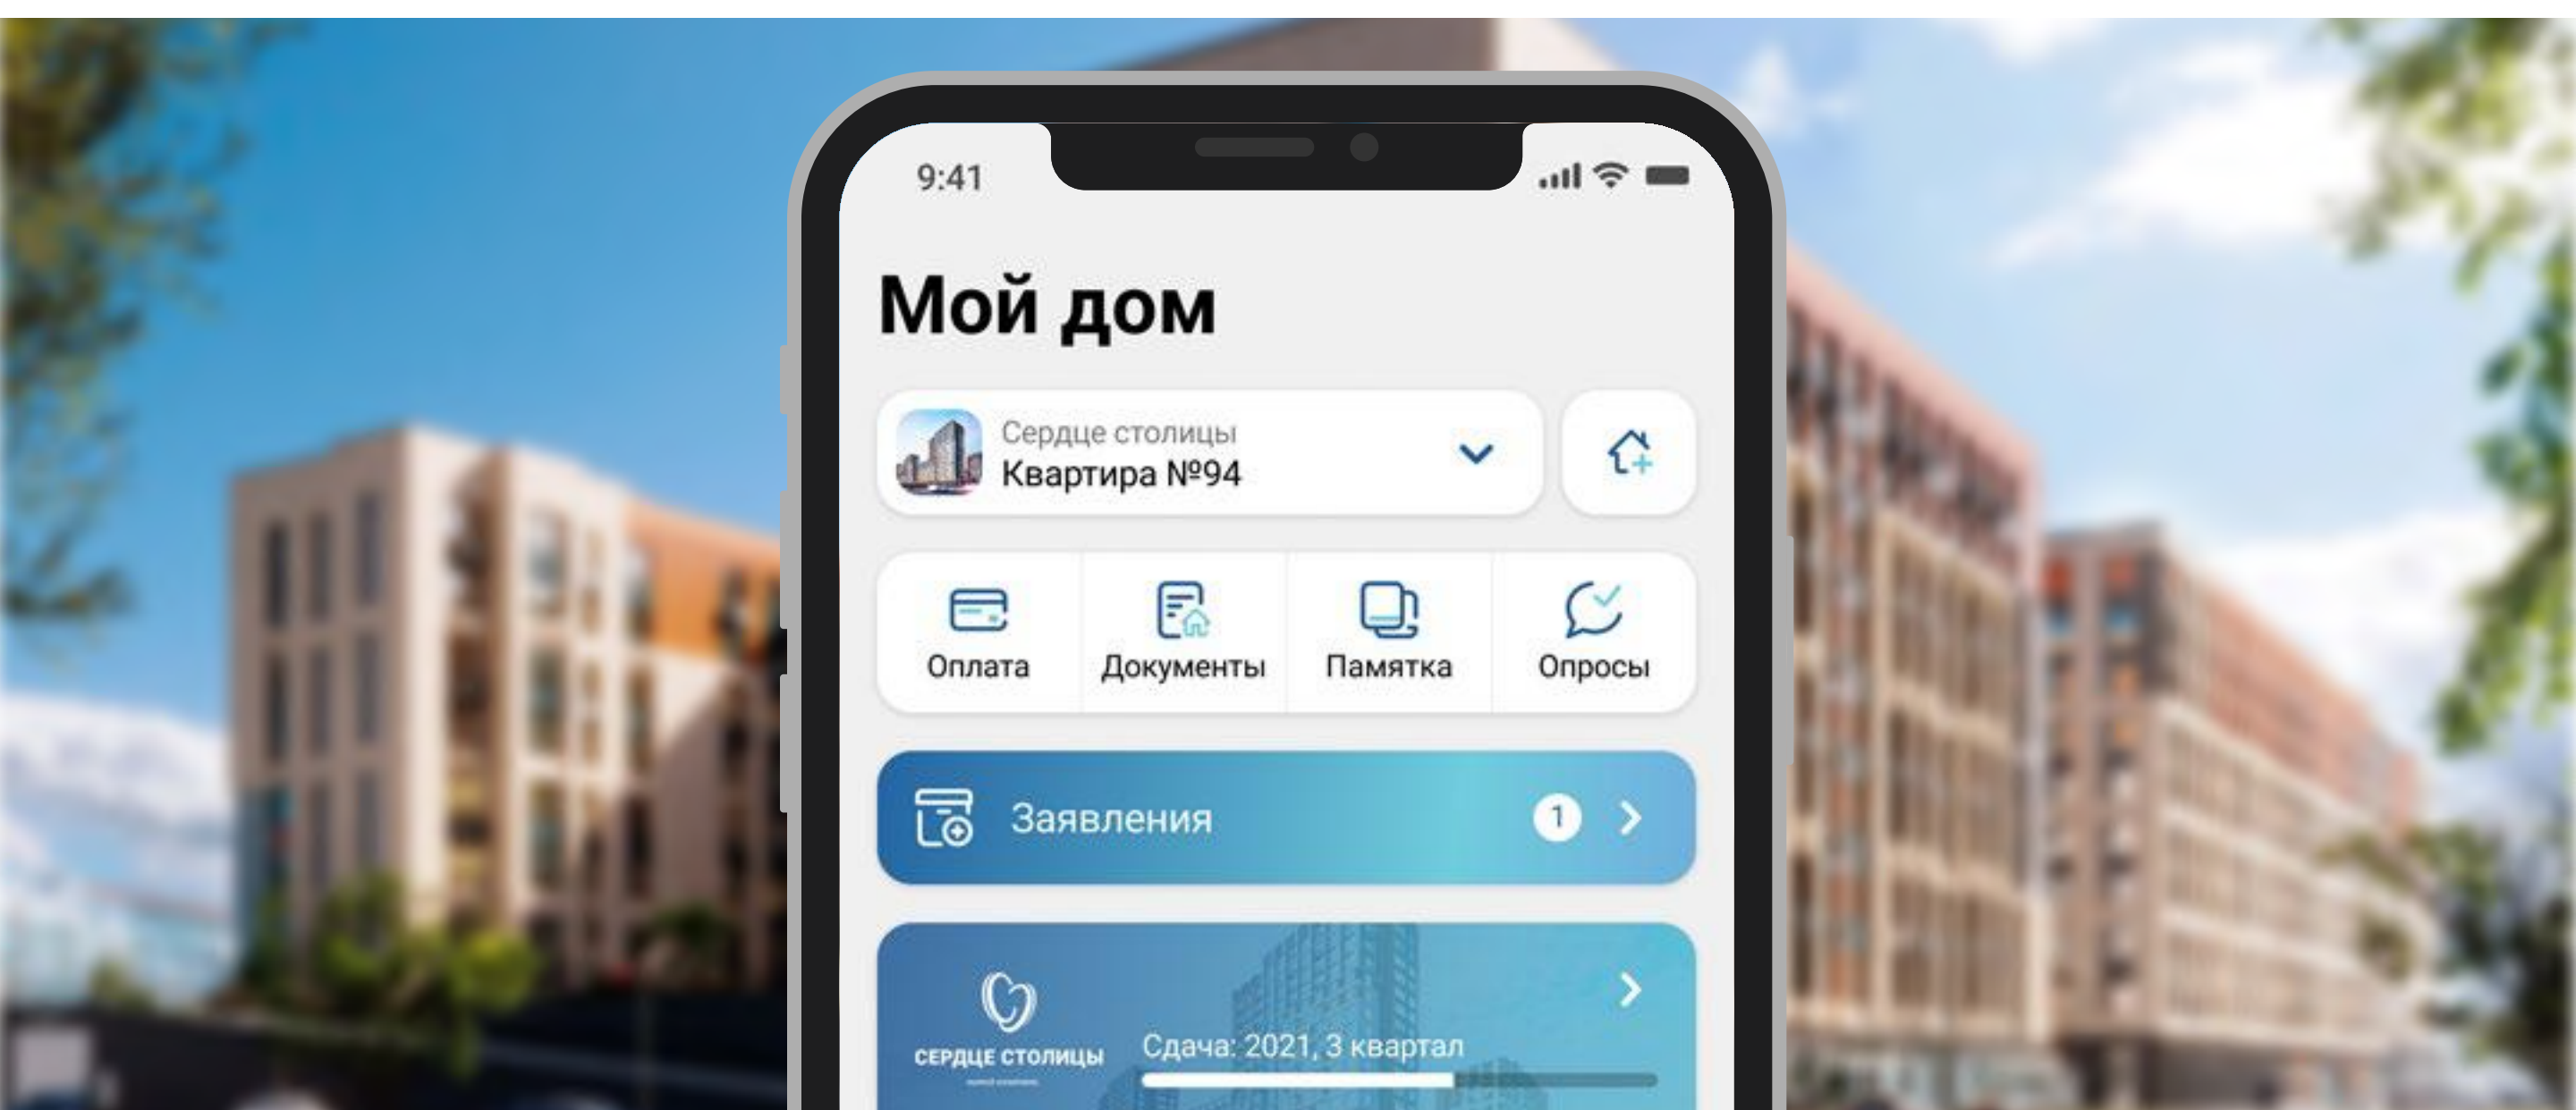 9:41
Мой дом
Сердце столицы
Квартира №94
Оплата
Документы
Памятка
Опросы
Заявления
1
СЕРДЦЕ СТОЛИЦЫ
Сдача: 2021, 3 квартал